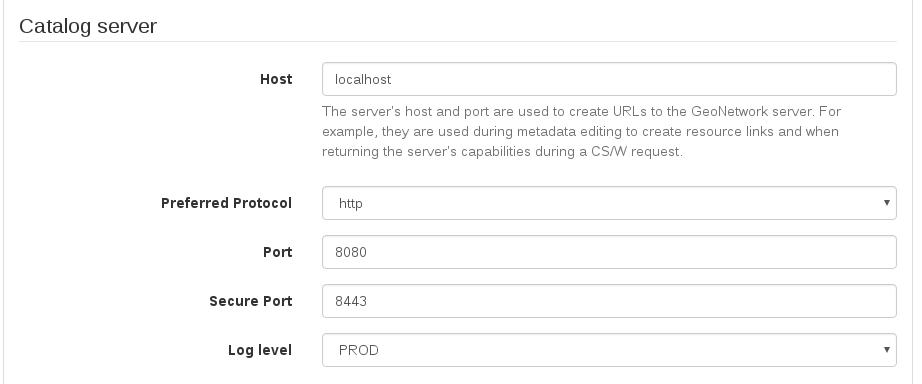 Catalog server
Host
localhost
The server's host and port are used to create URLs to the GeoNetwork server. For
example, they are used during metadata editing to create resource links and when
returning the server's capabilities during a CS/W request.
Preferred Protocol
http
Port
8080
Secure Port
8443
Log level
PROD